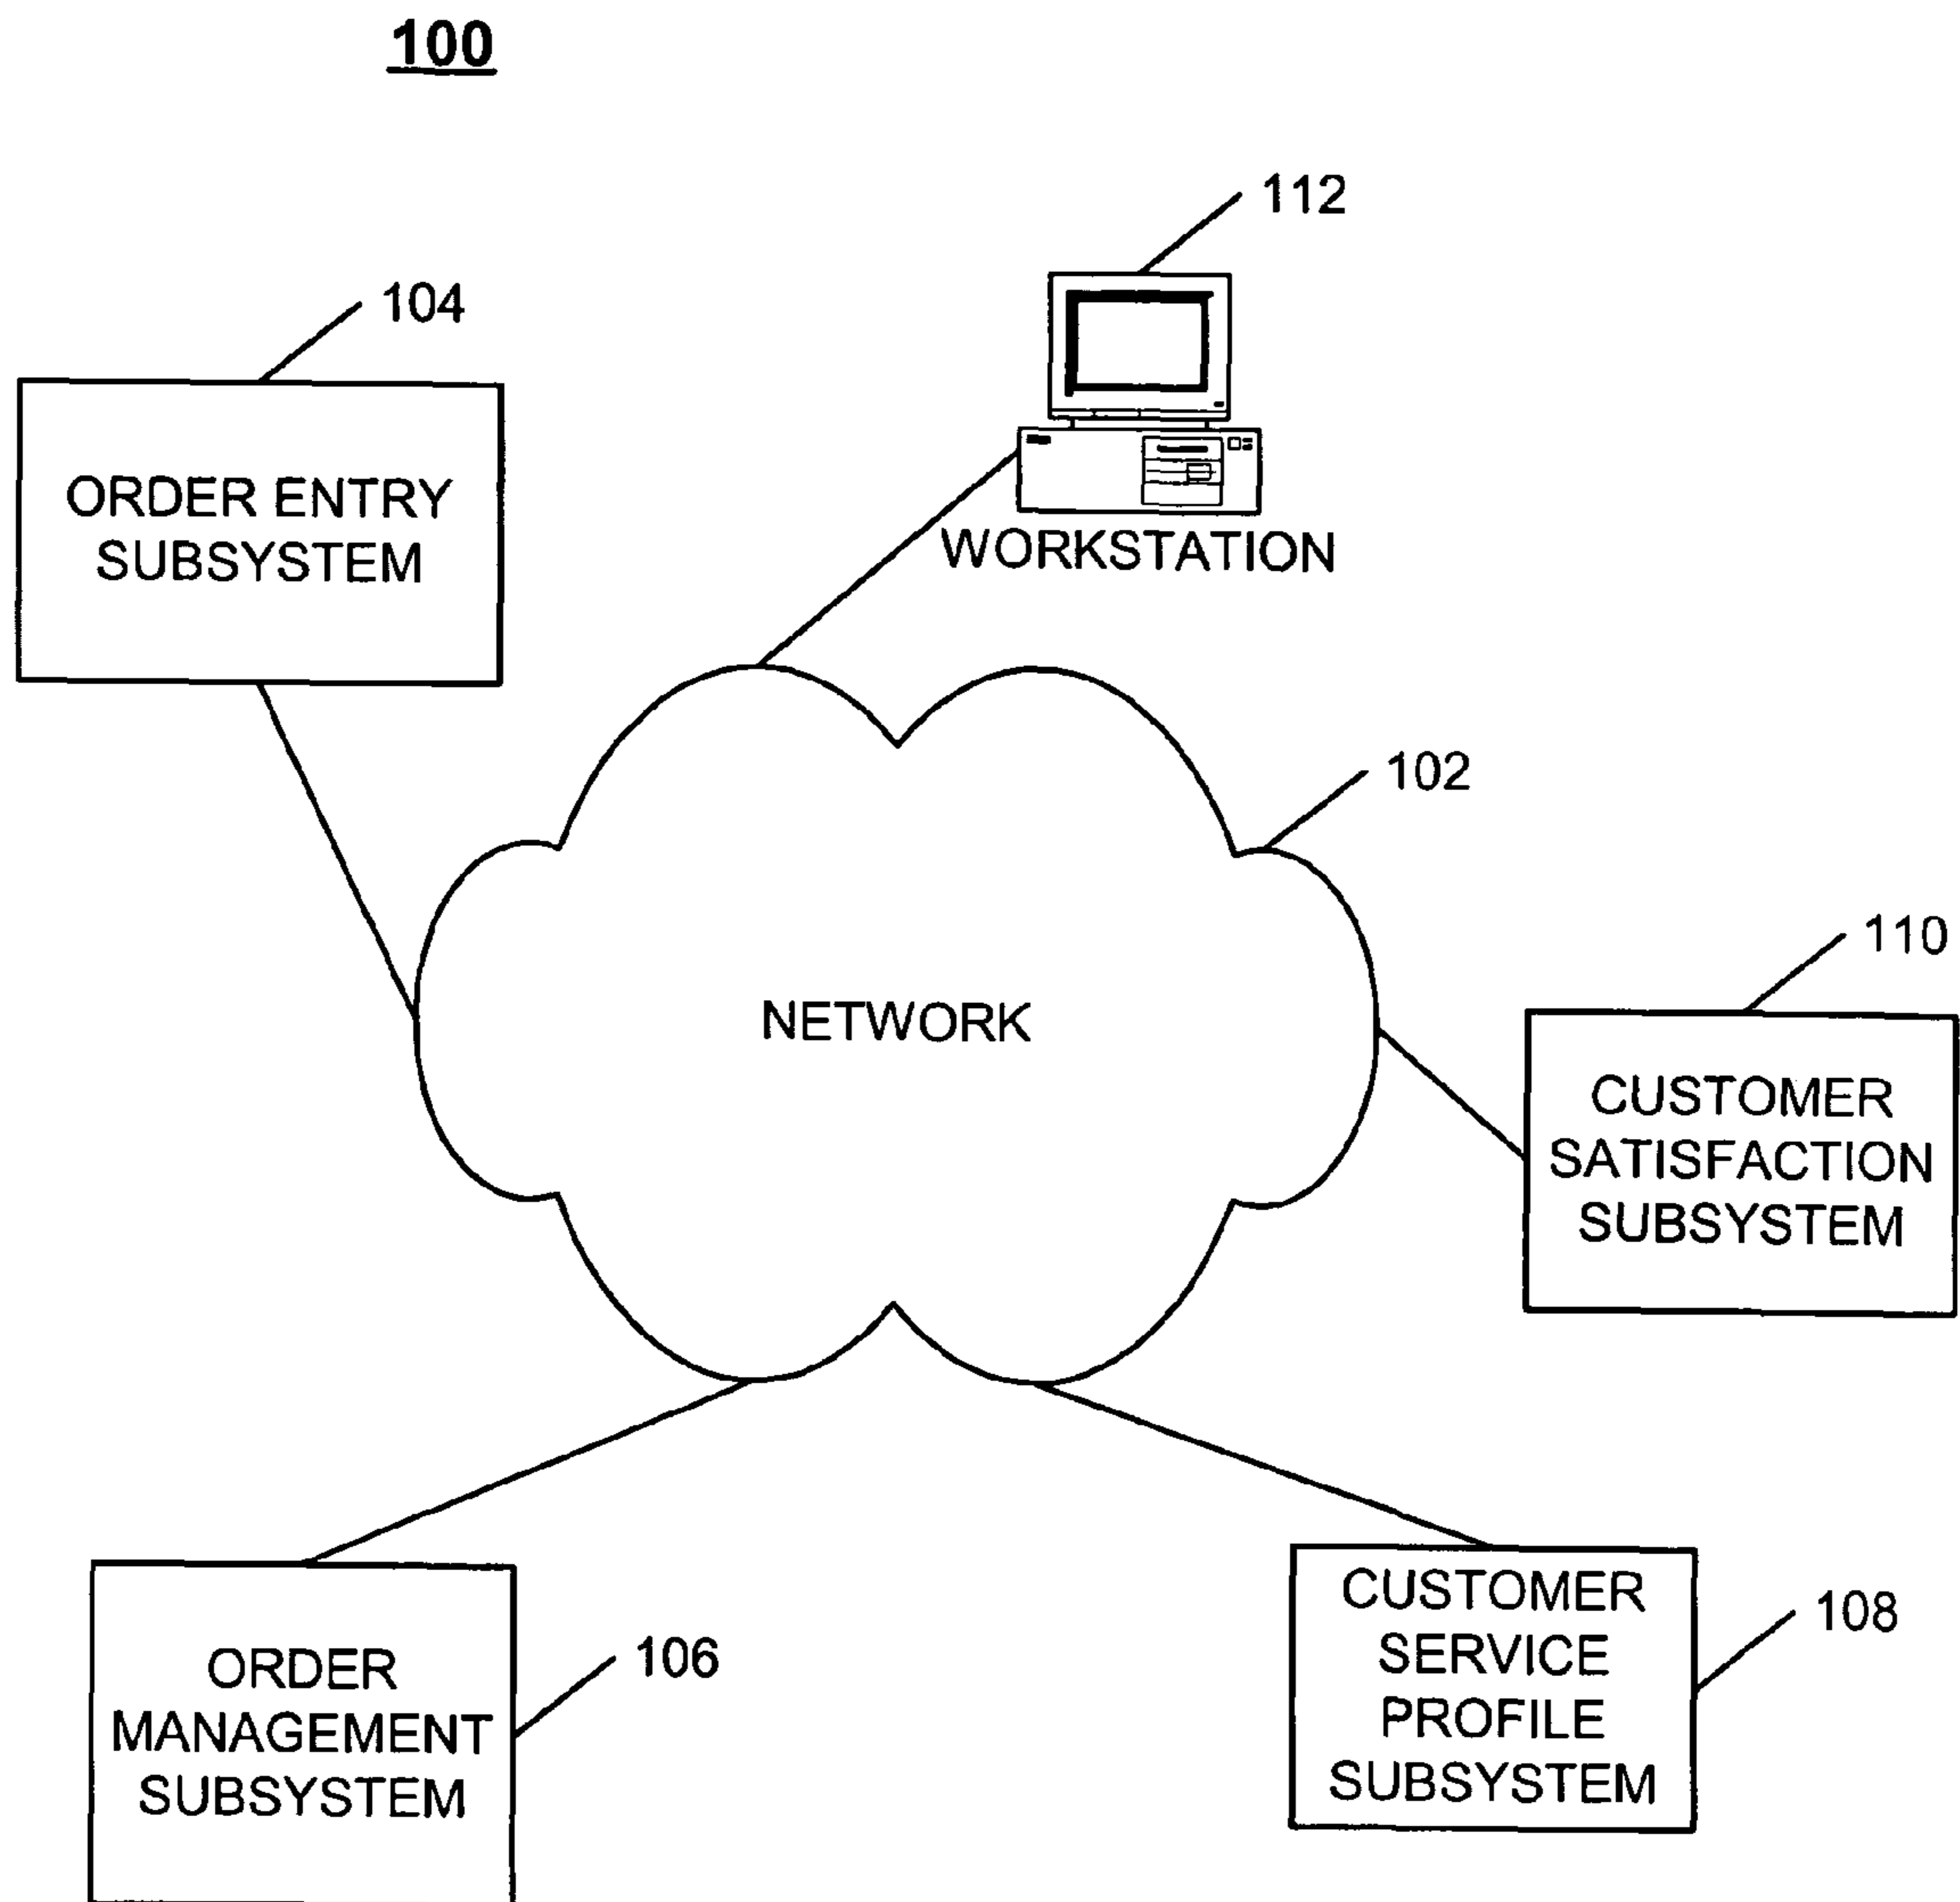 100
112
104
ORDER ENTRY
SUBSYSTEM
WORKSTATION
102
NETWORK
110
CUSTOMER
SATISFACTION
SUBSYSTEM
106
ORDER
MANAGEMENT
SUBSYSTEM
108
CUSTOMER
SERVICE
PROFILE
SUBSYSTEM